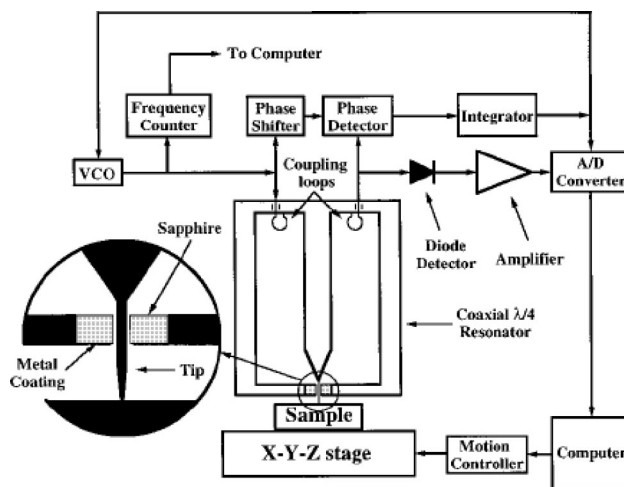 To Computer
Frequency
Counter
Phase
Shifter
Phase
Detector
Integrator
VCO
Coupling
loops
A/D
Converter
Diode
Detector
Amplifier
Sapphire
Coaxial λ/4
Resonator
Metal
Coating
Tip
Sample
X-Y-Z stage
Motion
Controller
Computer